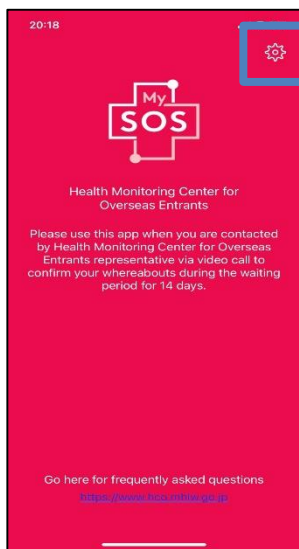 20:18
My
SOS
Health Monitoring Center for
Overseas Entrants
Please use this app when you are contacted
by Health Monitoring Center for Overseas
Entrants representative via video call to
confirm your whereabouts during the waiting
period for 14 days.
Go here for frequently asked questions
https://www.hco.mhlw.go.jp